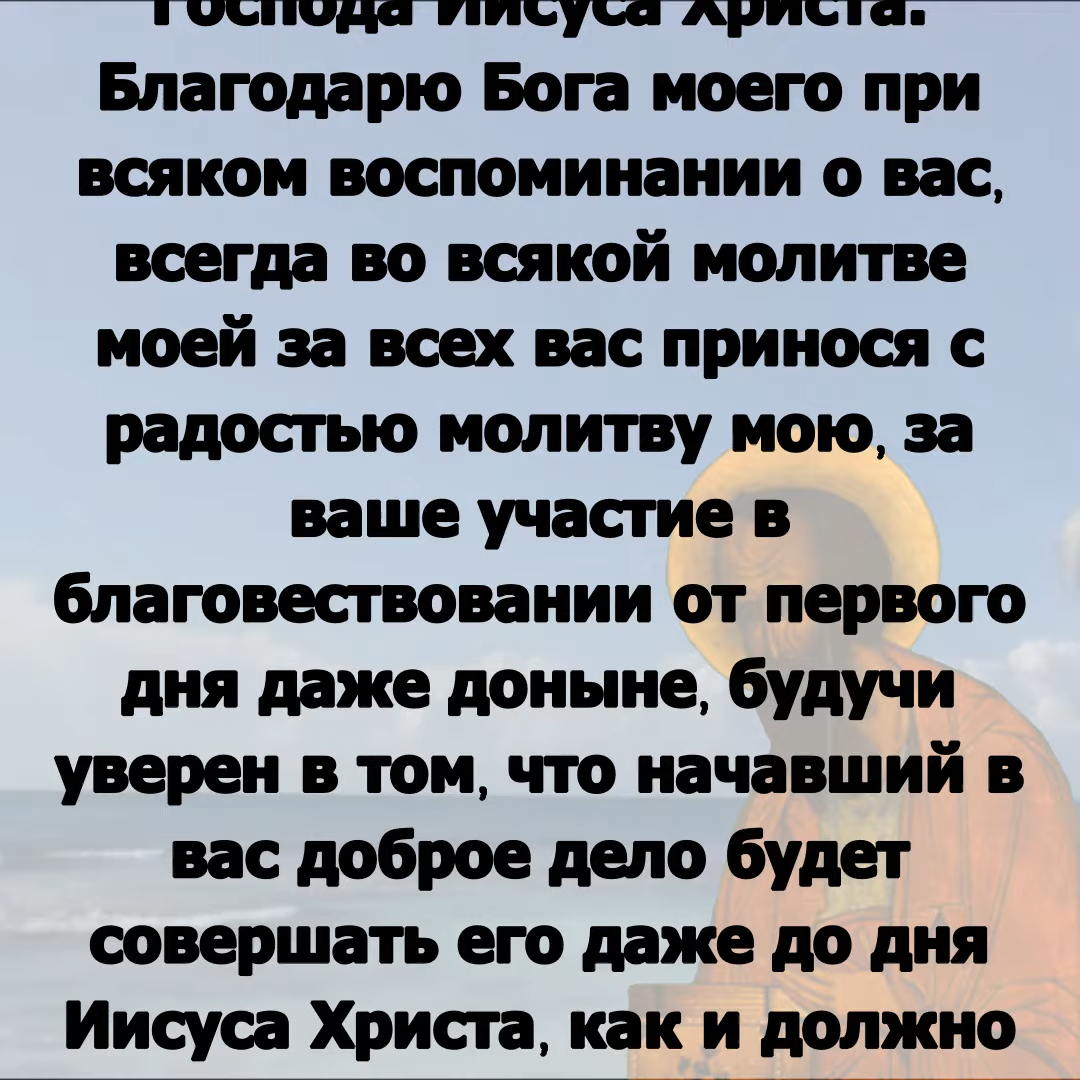 Господа Иисуса Христа.
Благодарю Бога моего при
всяком воспоминании о вас,
всегда во всякой молитве
моей за всех вас принося с
радостью молитву мою, за
ваше участие в
благовествовании от первого
дня даже доныне, будучи
уверен в том, что начавший в
вас доброе дело будет
совершать его даже до дня
Иисуса Христа, как и должно